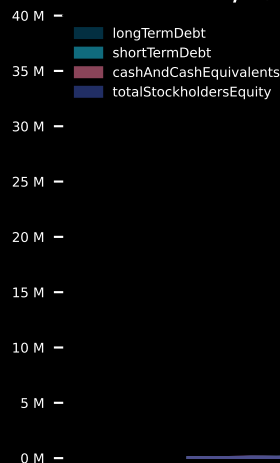 40 M
longTermDebt
shortTermDebt
35 M
cashAndCashEquivalents
totalStockholdersEquity
30 M
25 M
20 M
15 M
10 M
5 M
0 M